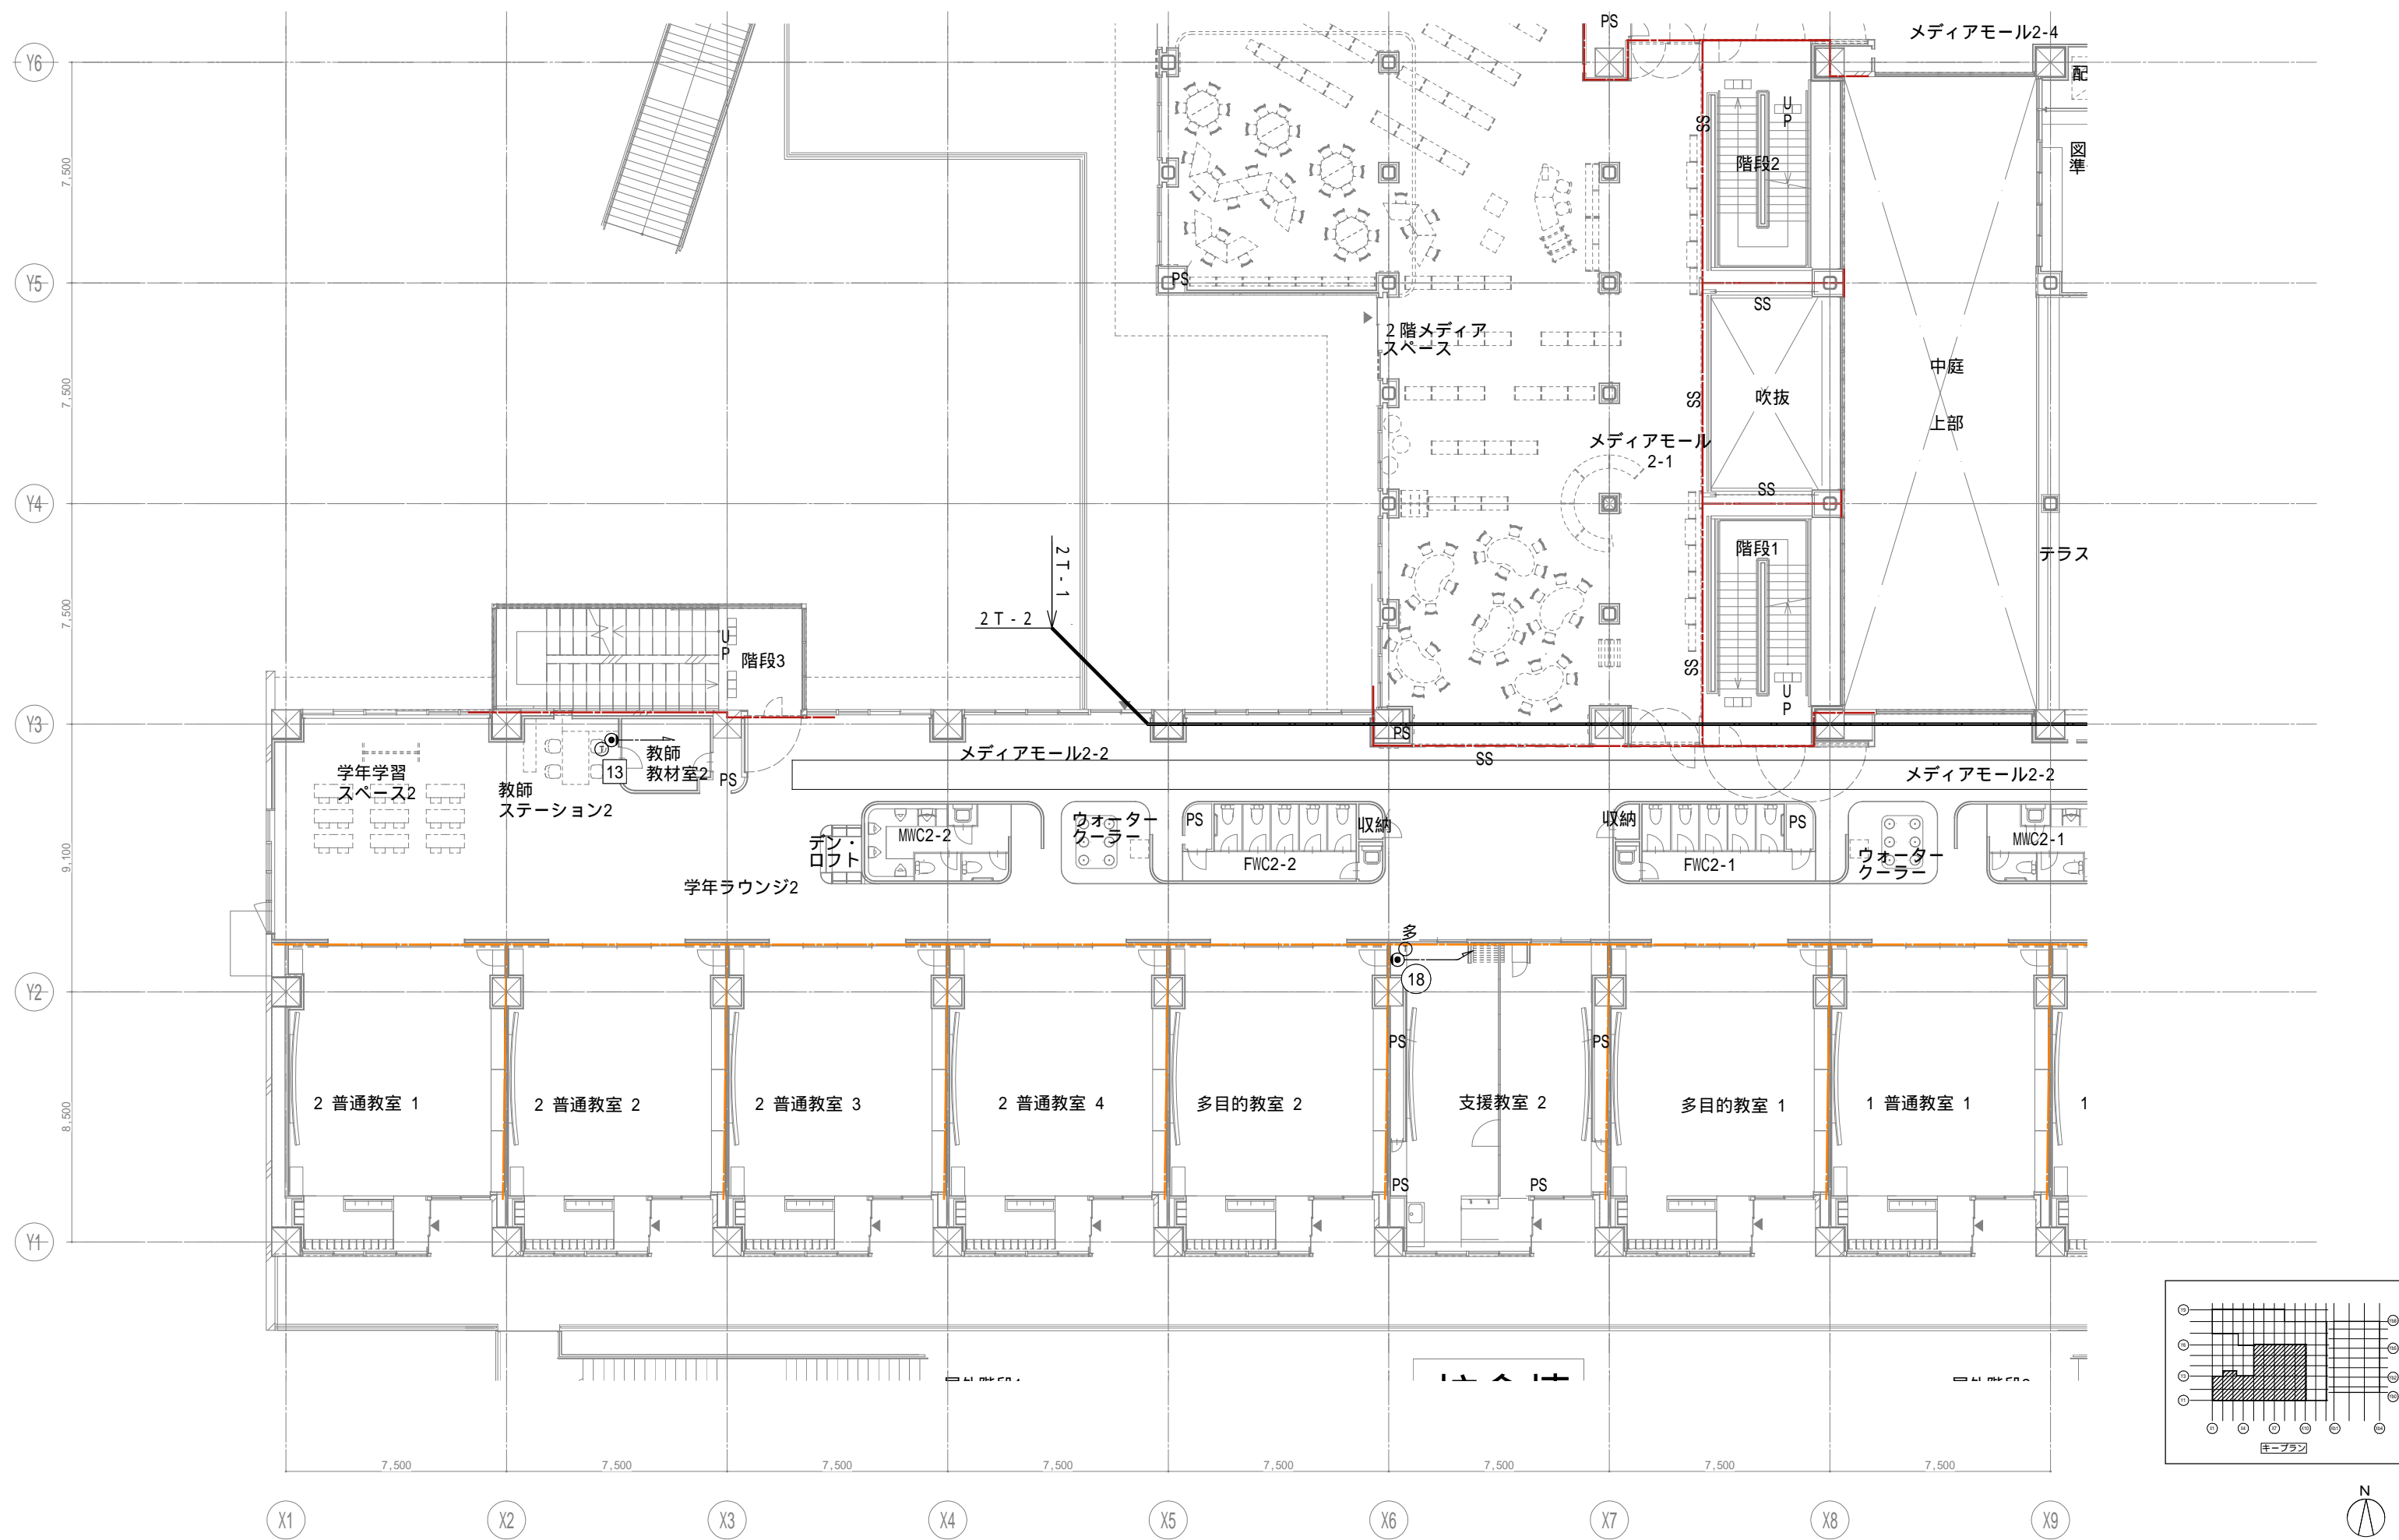 PS
メディアモール2-4
Y6
配
UP
SS
階段2
図
準
7,500
Y5
PS
SS
2階メディア
スペース
中庭
上部
7,500
SS
吹抜
メディアモール
2-1
SS
Y4
階段1
テラス
2T-1
2T-2
7,500
UP
階段3
SS
UP
Y3
PS
メディアモール2-2
SS
メディアモール2-2
教師
教材室2
T
13
PS
学年学習
スペース2
教師
ステーション2
9,100
デン・
ロフト
MWC2-2
ウォーター
クーラー
PS
収納
FWC2-2
収納
PS
FWC2-1
ウォーター
クーラー
MWC2-1
学年ラウンジ2
多
T
18
Y2
PS
PS
8,500
2 普通教室 1
2 普通教室 2
2 普通教室 3
2 普通教室 4
多目的教室 2
支援教室 2
多目的教室 1
1 普通教室 1
1
PS
PS
Y1
キープラン
7,500
7,500
7,500
7,500
7,500
7,500
7,500
7,500
N
X1
X2
X3
X4
X5
X6
X7
X8
X9